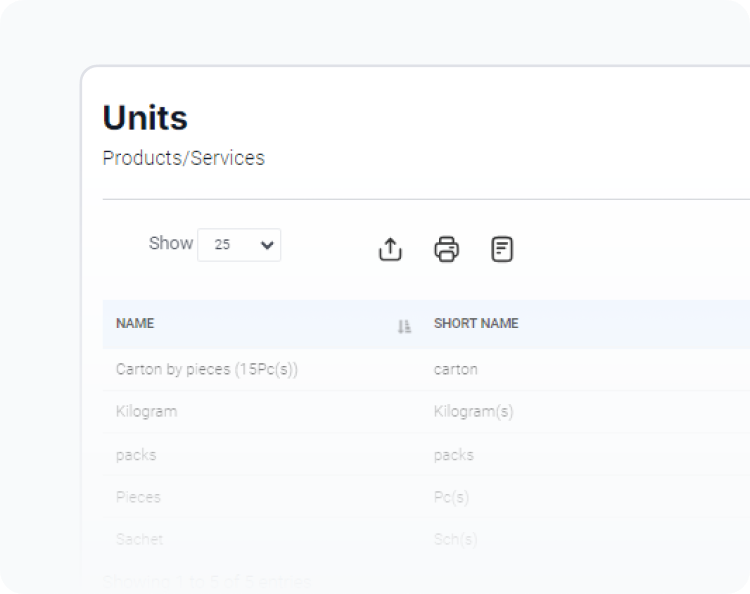 Units
Products/Services
Show 25
NAME SHORT NAME
Carton by pieces (15Pc(s)) carton
Kilogram Kilogram(s)
packs packs
Pieces Pc(s)
Sachet Sch(s)
Showing 1 to 5 of 5 entries